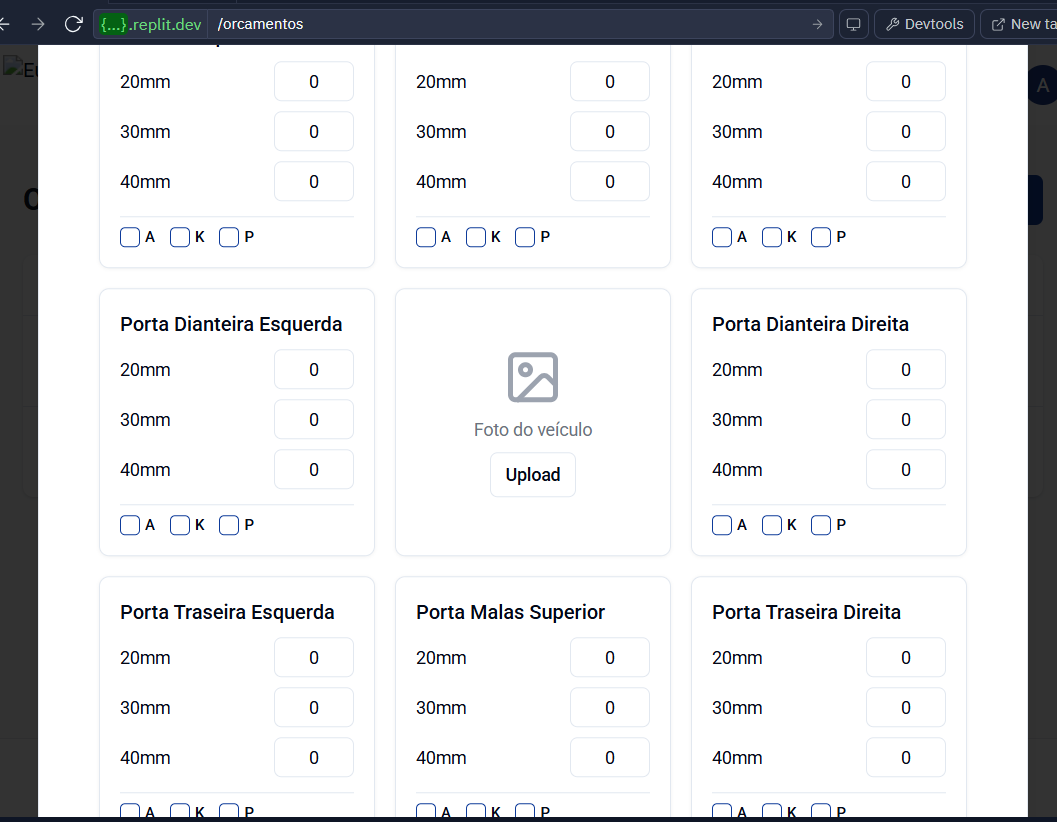 {...}.replit.dev /orcamentos Devtools New ta
Eu
A
20mm 0 20mm 0 20mm 0
30mm 0 30mm 0 30mm 0
40mm 0 40mm 0 40mm 0
A K P A K P A K P
Porta Dianteira Esquerda Porta Dianteira Direita
20mm 0 20mm 0
30mm 0 Foto do veículo 30mm 0
40mm 0 Upload 40mm 0
A K P A K P
Porta Traseira Esquerda Porta Malas Superior Porta Traseira Direita
20mm 0 20mm 0 20mm 0
30mm 0 30mm 0 30mm 0
40mm 0 40mm 0 40mm 0
A K P A K P A K P